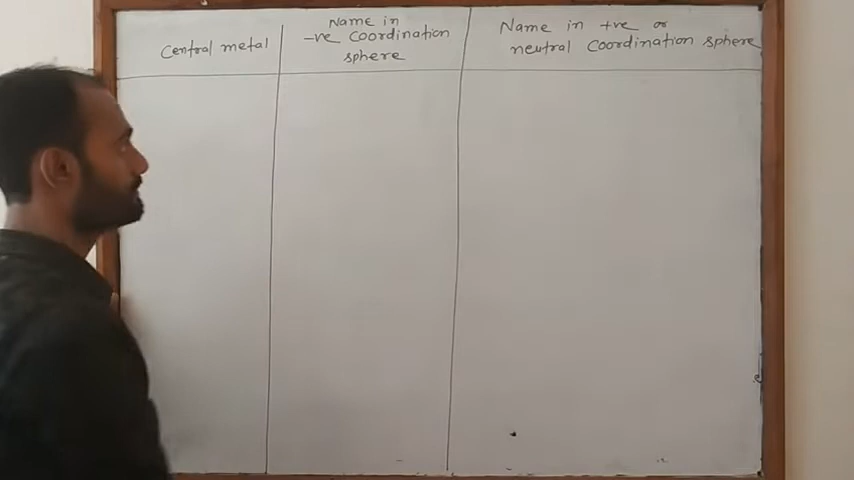 Central metal
Name in
-ve Coordination
sphere
Name in +ve or
neutral Coordination sphere